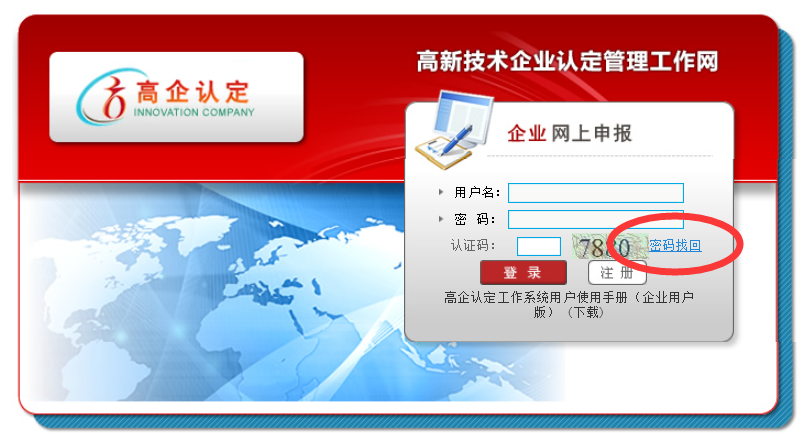 高新技术企业认定管理工作网
高企认定
INNOVATION COMPANY
企业网上申报
用户名：
密 码：
认证码：
7880
密码找回
登 录
注 册
高企认定工作系统用户使用手册（企业用户
版）（下载）